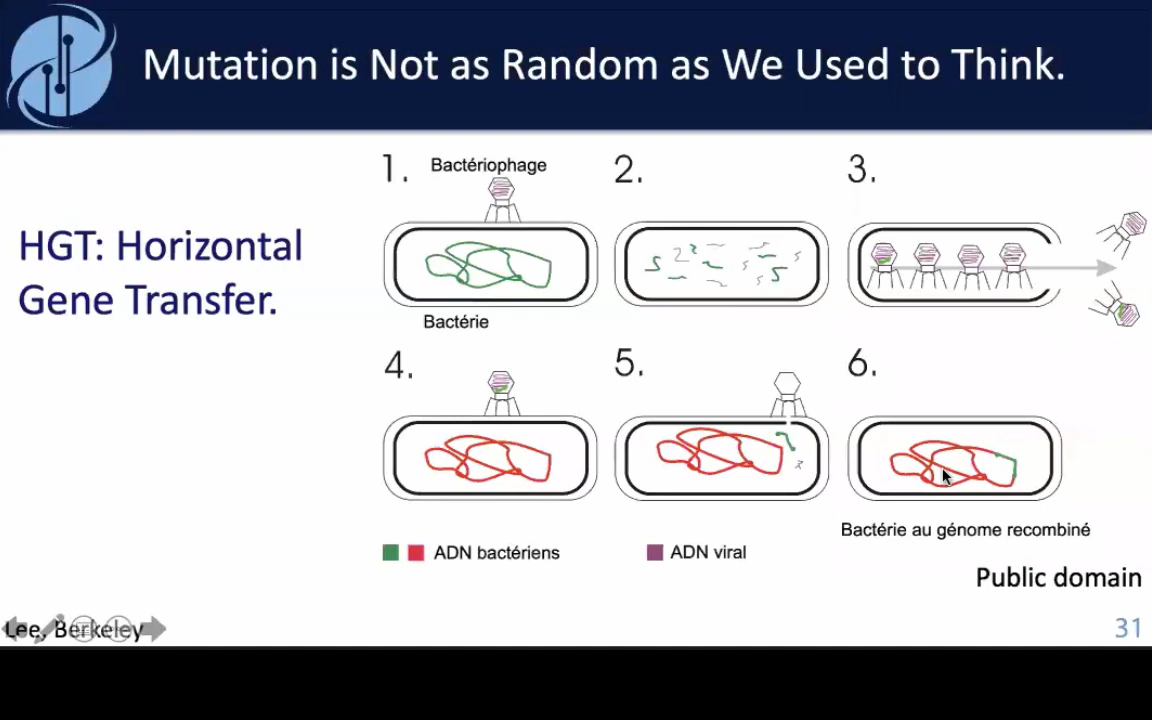 Mutation is Not as Random as We Used to Think.
HGT: Horizontal
Gene Transfer.
1. Bactériophage
2.
3.
Bactérie
4.
5.
6.
Bactérie au génome recombiné
ADN bactériens
ADN viral
Public domain
Lee, Berkeley
31